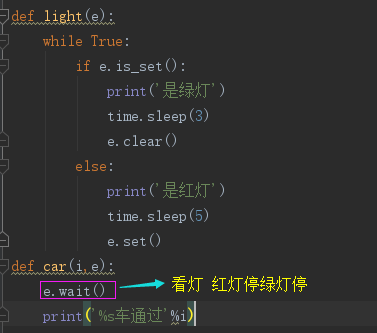 def light(e):
    while True:
        if e.is_set():
            print('是绿灯')
            time.sleep(3)
            e.clear()
        else:
            print('是红灯')
            time.sleep(5)
            e.set()
def car(i,e):
    e.wait() 看灯 红灯停绿灯停
    print('%s车通过'%i)